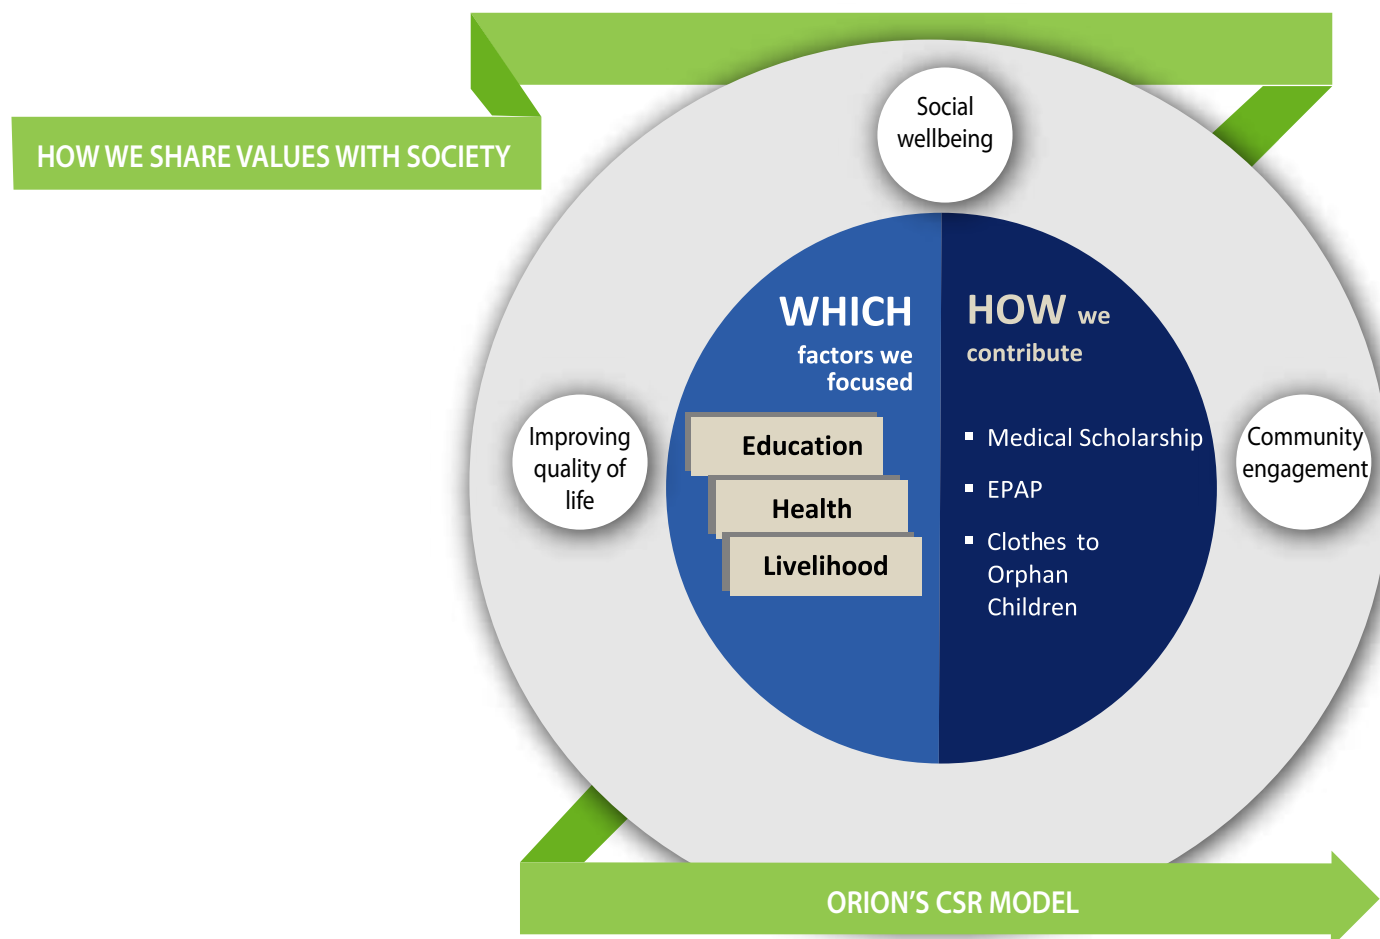 HOW WE SHARE VALUES WITH SOCIETY
Social
wellbeing
WHICH
factors we
focused
Education
Health
Livelihood
HOW we
contribute
▪ Medical Scholarship
▪ EPAP
▪ Clothes to
Orphan
Children
Improving
quality of
life
Community
engagement
ORION’S CSR MODEL